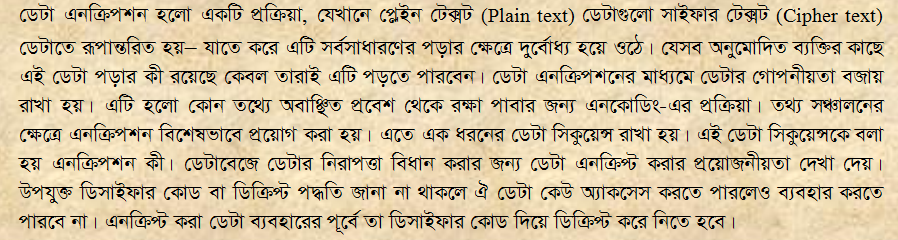 ডেটা এনক্রিপশন হলো একটি প্রক্রিয়া, যেখানে প্লেইন টেক্সট (Plain text) ডেটাগুলো সাইফার টেক্সট (Cipher text)
ডেটাতে রূপান্তরিত হয়– যাতে করে এটি সর্বসাধারণের পড়ার ক্ষেত্রে দুর্বোধ্য হয়ে ওঠে। যেসব অনুমোদিত ব্যক্তির কাছে
এই ডেটা পড়ার কী রয়েছে কেবল তারাই এটি পড়তে পারবেন। ডেটা এনক্রিপশনের মাধ্যমে ডেটার গোপনীয়তা বজায়
রাখা হয়। এটি হলো কোন তথ্যে অবাঞ্ছিত প্রবেশ থেকে রক্ষা পাবার জন্য এনকোডিং-এর প্রক্রিয়া। তথ্য সঞ্চালনের
ক্ষেত্রে এনক্রিপশন বিশেষভাবে প্রয়োগ করা হয়। এতে এক ধরনের ডেটা সিকুয়েন্স রাখা হয়। এই ডেটা সিকুয়েন্সকে বলা
হয় এনক্রিপশন কী। ডেটাবেজে ডেটার নিরাপত্তা বিধান করার জন্য ডেটা এনক্রিপ্ট করার প্রয়োজনীয়তা দেখা দেয়।
উপযুক্ত ডিসাইফার কোড বা ডিক্রিপ্ট পদ্ধতি জানা না থাকলে ঐ ডেটা কেউ অ্যাকসেস করতে পারলেও ব্যবহার করতে
পারবে না। এনক্রিপ্ট করা ডেটা ব্যবহারের পূর্বে তা ডিসাইফার কোড দিয়ে ডিক্রিপ্ট করে নিতে হবে।